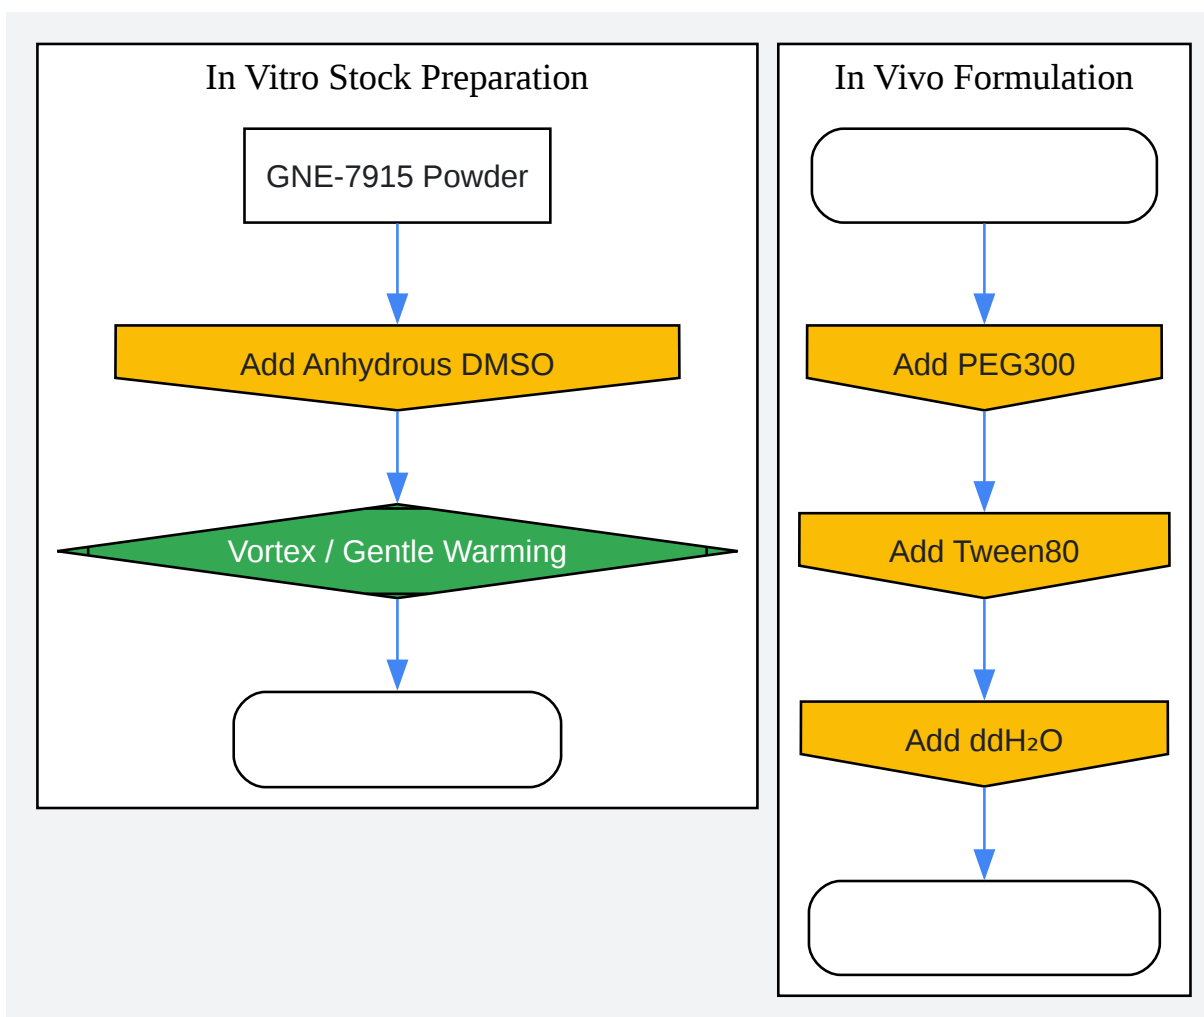 In Vitro Stock Preparation
GNE-7915 Powder
Add Anhydrous DMSO
Vortex / Gentle Warming
In Vivo Formulation
Add PEG300
Add Tween80
Add ddH₂O